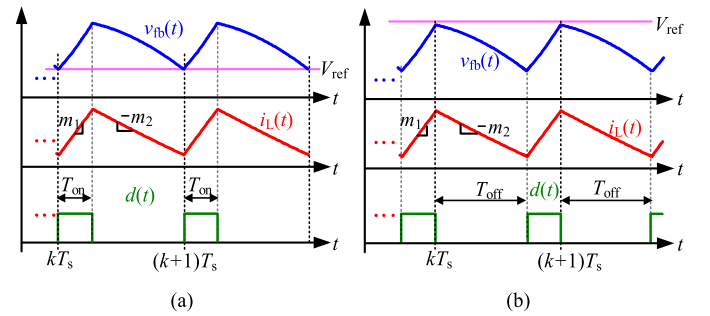 v_fb(t)
V_ref
t
m_1
−m_2
i_L(t)
t
T_on
d(t)
T_on
t
kT_s
(k+1)T_s
(a)
V_ref
v_fb(t)
t
m_1
−m_2
i_L(t)
t
T_off
d(t)
T_off
t
kT_s
(k+1)T_s
(b)